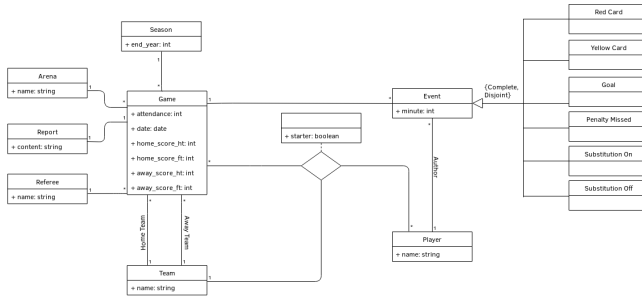 Season
+ end_year: int
1
*
Arena
+ name: string
1
*
Report
+ content: string
1
1
Referee
+ name: string
1
*
Game
+ attendance: int
+ date: date
+ home_score_ht: int
+ home_score_ft: int
+ away_score_ht: int
+ away_score_ft: int
1
*
*
*
*
Home Team
Away Team
1
1
Team
+ name: string
1
+ starter: boolean
Event
+ minute: int
*
Author
1
*
Player
+ name: string
{Complete,
Disjoint}
Red Card
Yellow Card
Goal
Penalty Missed
Substitution On
Substitution Off